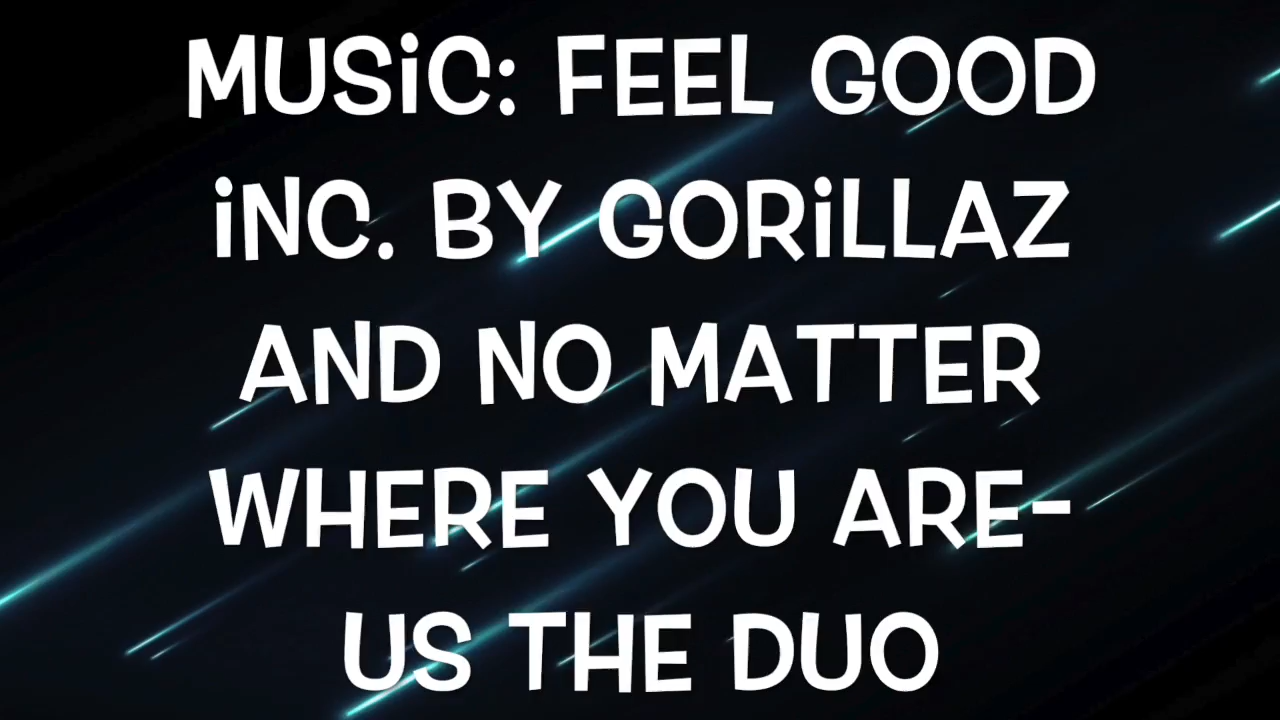 MUSiC: FEEL GOOD
iNC. BY GORiLLAZ
AND NO MATTER
WHERE YOU ARE-
US THE DUO